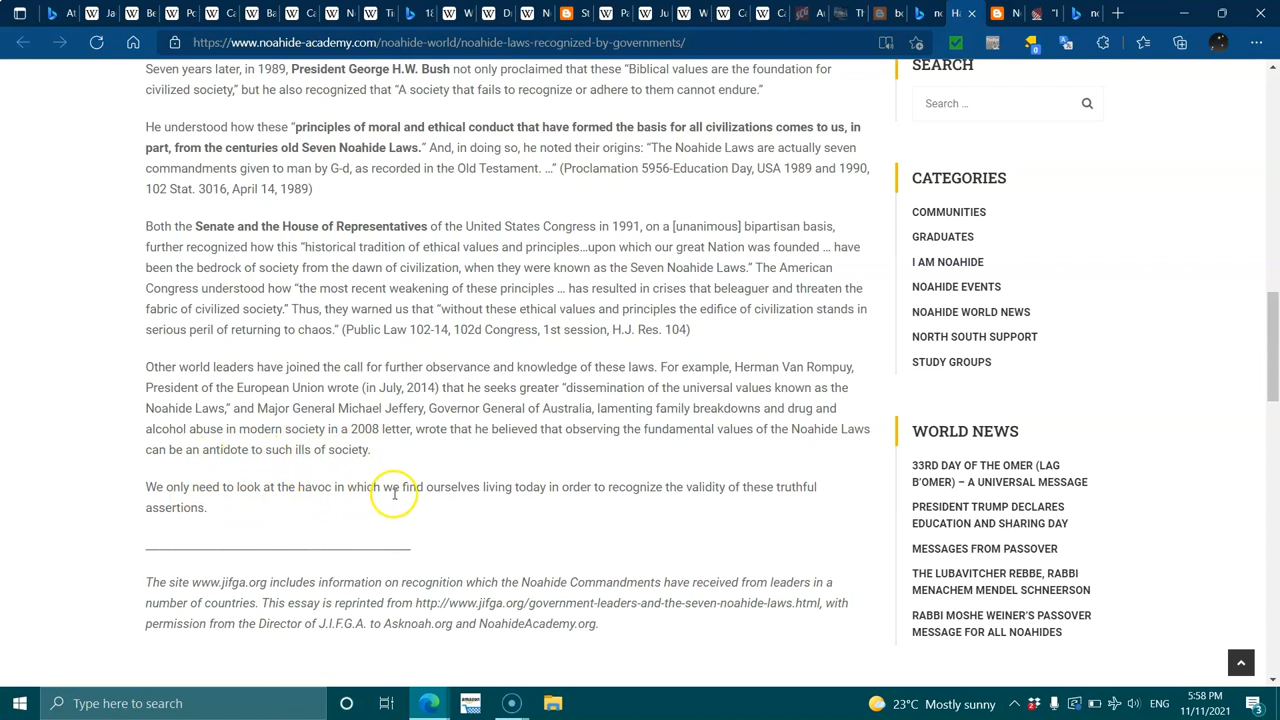 At
W
Pe
Cc
Ga
W
W
Ti
18
W
D
W
N
St
W
Pa
W
Ju
W
W
C
W
Ca
A
Th
bo
no
Ha
N
"T
no
https://www.noahide-academy.com/noahide-world/noahide-laws-recognized-by-governments/
0
Seven years later, in 1989, President George H.W. Bush not only proclaimed that these “Biblical values are the foundation for
civilized society,” but he also recognized that “A society that fails to recognize or adhere to them cannot endure.”
He understood how these “principles of moral and ethical conduct that have formed the basis for all civilizations comes to us, in
part, from the centuries old Seven Noahide Laws.” And, in doing so, he noted their origins: “The Noahide Laws are actually seven
commandments given to man by G-d, as recorded in the Old Testament. …” (Proclamation 5956-Education Day, USA 1989 and 1990,
102 Stat. 3016, April 14, 1989)
Both the Senate and the House of Representatives of the United States Congress in 1991, on a [unanimous] bipartisan basis,
further recognized how this “historical tradition of ethical values and principles…upon which our great Nation was founded … have
been the bedrock of society from the dawn of civilization, when they were known as the Seven Noahide Laws.” The American
Congress understood how “the most recent weakening of these principles … has resulted in crises that beleaguer and threaten the
fabric of civilized society.” Thus, they warned us that “without these ethical values and principles the edifice of civilization stands in
serious peril of returning to chaos.” (Public Law 102-14, 102d Congress, 1st session, H.J. Res. 104)
Other world leaders have joined the call for further observance and knowledge of these laws. For example, Herman Van Rompuy,
President of the European Union wrote (in July, 2014) that he seeks greater “dissemination of the universal values known as the
Noahide Laws,” and Major General Michael Jeffery, Governor General of Australia, lamenting family breakdowns and drug and
alcohol abuse in modern society in a 2008 letter, wrote that he believed that observing the fundamental values of the Noahide Laws
can be an antidote to such ills of society.
We only need to look at the havoc in which we find ourselves living today in order to recognize the validity of these truthful
assertions.
The site www.jifga.org includes information on recognition which the Noahide Commandments have received from leaders in a
number of countries. This essay is reprinted from http://www.jifga.org/government-leaders-and-the-seven-noahide-laws.html, with
permission from the Director of J.I.F.G.A. to Asknoah.org and NoahideAcademy.org.
SEARCH
Search …
CATEGORIES
COMMUNITIES
GRADUATES
I AM NOAHIDE
NOAHIDE EVENTS
NOAHIDE WORLD NEWS
NORTH SOUTH SUPPORT
STUDY GROUPS
WORLD NEWS
33RD DAY OF THE OMER (LAG
B’OMER) – A UNIVERSAL MESSAGE
PRESIDENT TRUMP DECLARES
EDUCATION AND SHARING DAY
MESSAGES FROM PASSOVER
THE LUBAVITCHER REBBE, RABBI
MENACHEM MENDEL SCHNEERSON
RABBI MOSHE WEINER’S PASSOVER
MESSAGE FOR ALL NOAHIDES
Type here to search
amazon
23°C Mostly sunny
2
ENG
5:58 PM
11/11/2021
3